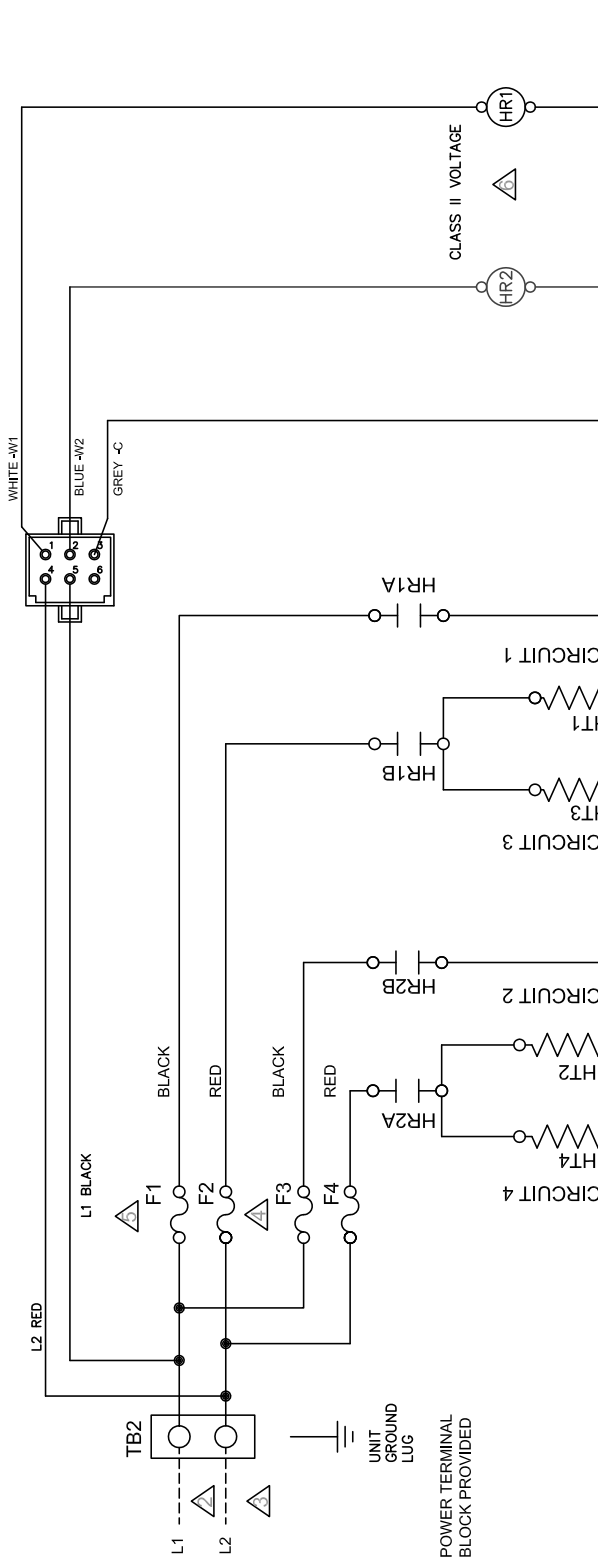 WHITE -W1
BLUE -W2
GREY -C
1
2
3
4
5
6
HR1
CLASS II VOLTAGE
6
HR2
L2 RED
L1 BLACK
HR1A
CIRCUIT 1
HT1
HR1B
HT3
CIRCUIT 3
HR2B
CIRCUIT 2
HT2
HR2A
HT4
CIRCUIT 4
BLACK
RED
BLACK
RED
5
F1
F2
4
F3
F4
TB2
L1
2
L2
3
UNIT
GROUND
LUG
POWER TERMINAL
BLOCK PROVIDED